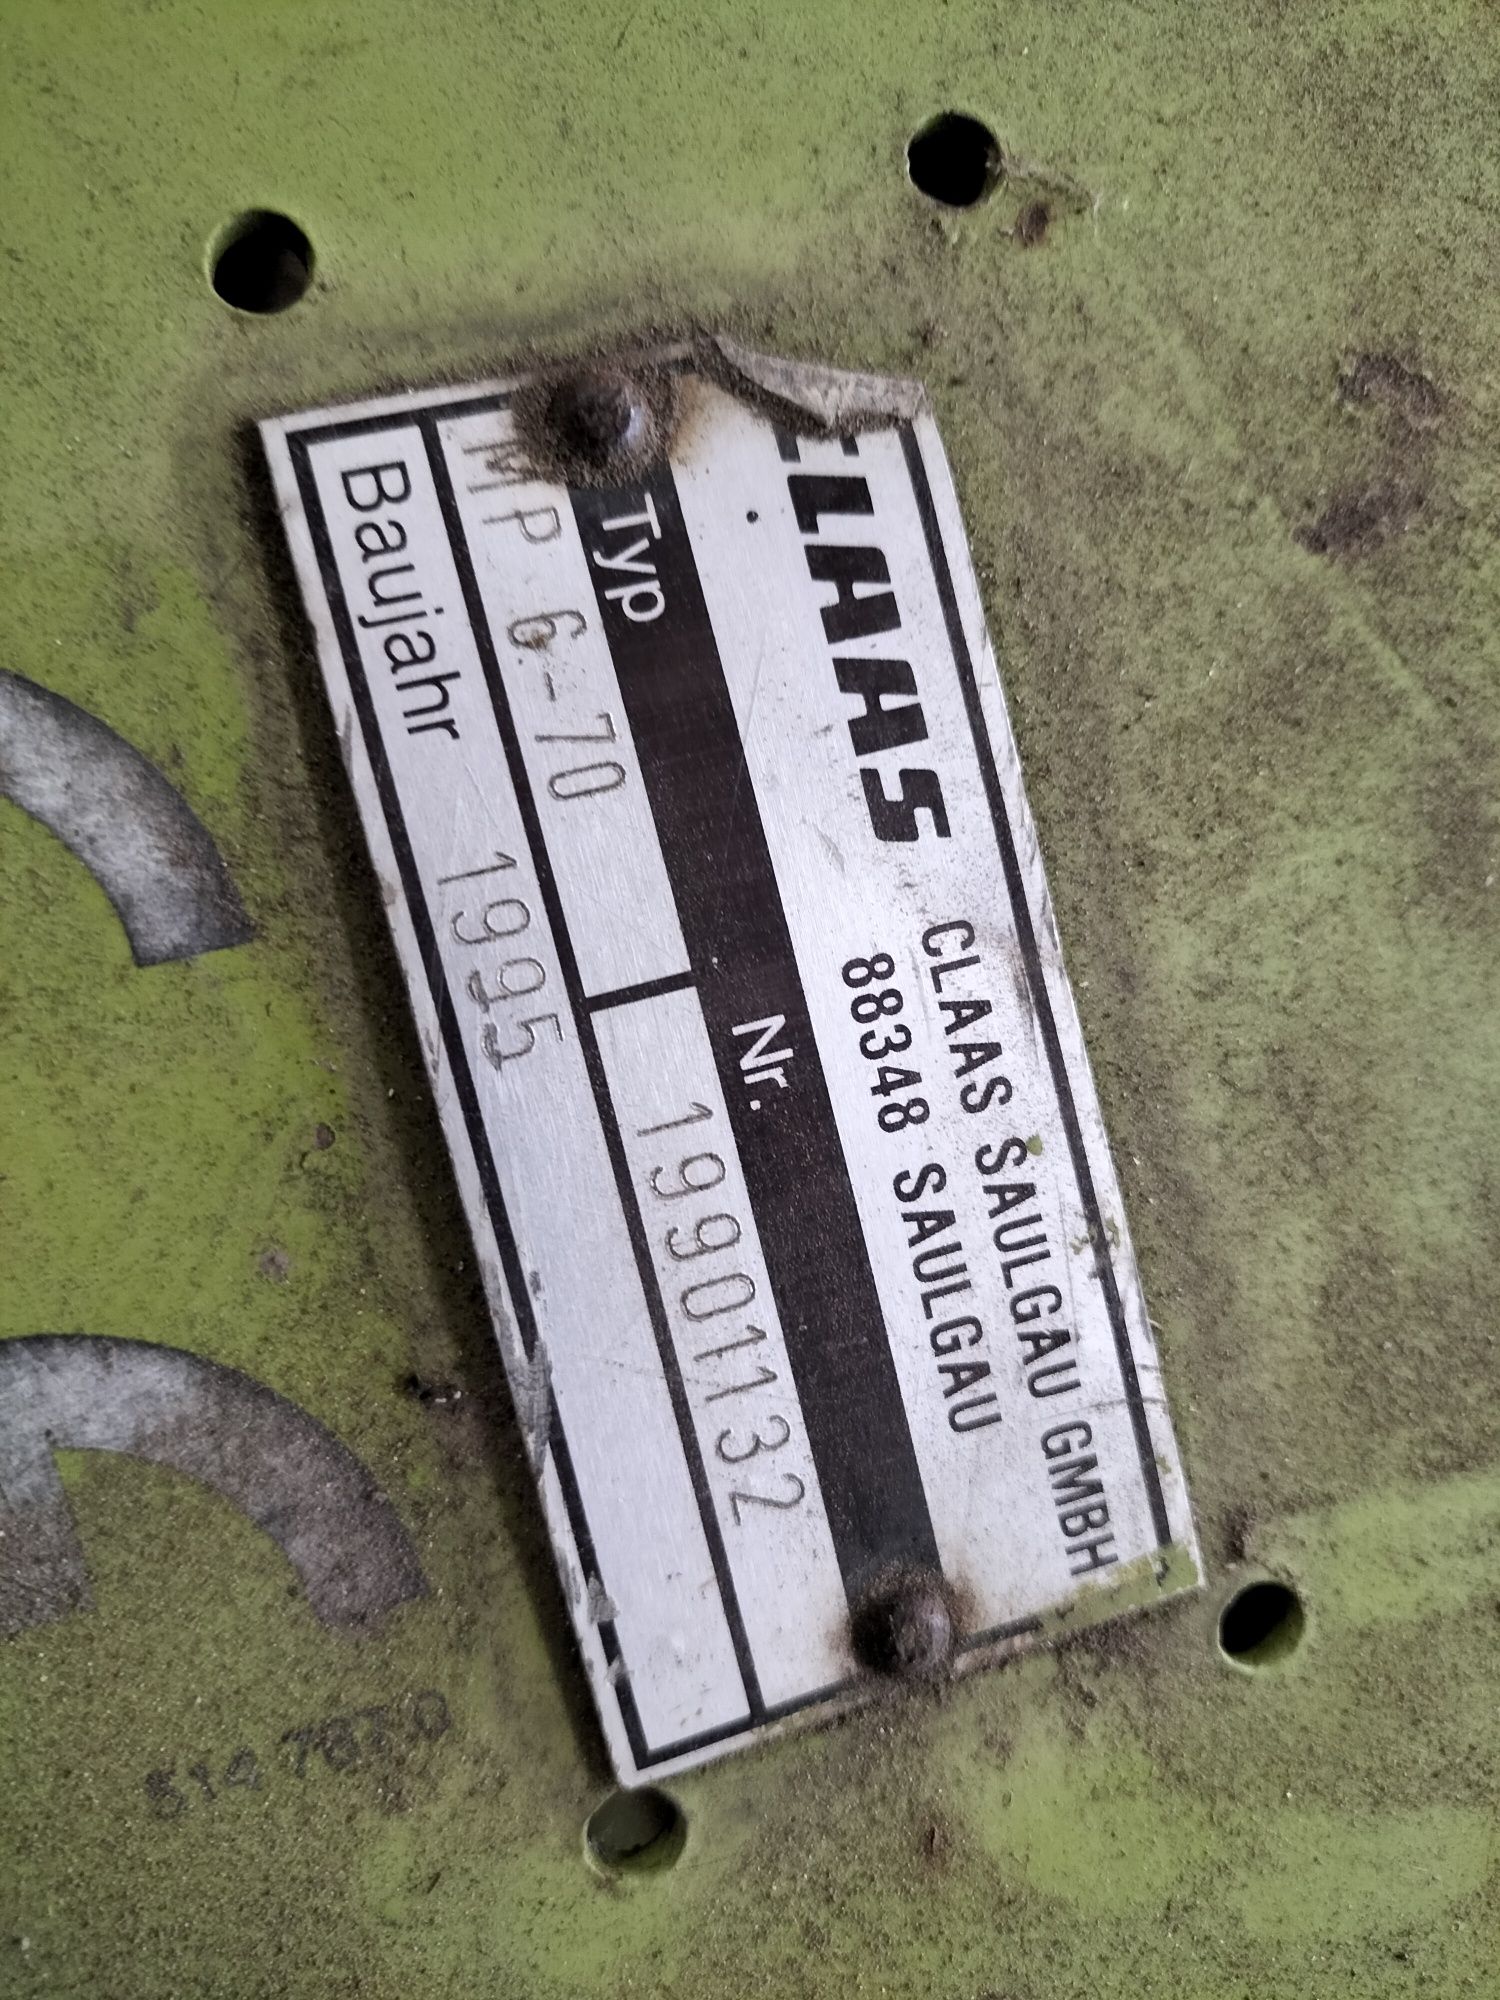 CLAAS
CLAAS SAULGAU GMBH
88348 SAULGAU
Typ Nr.
MP 6-70 19901132
Baujahr 1995